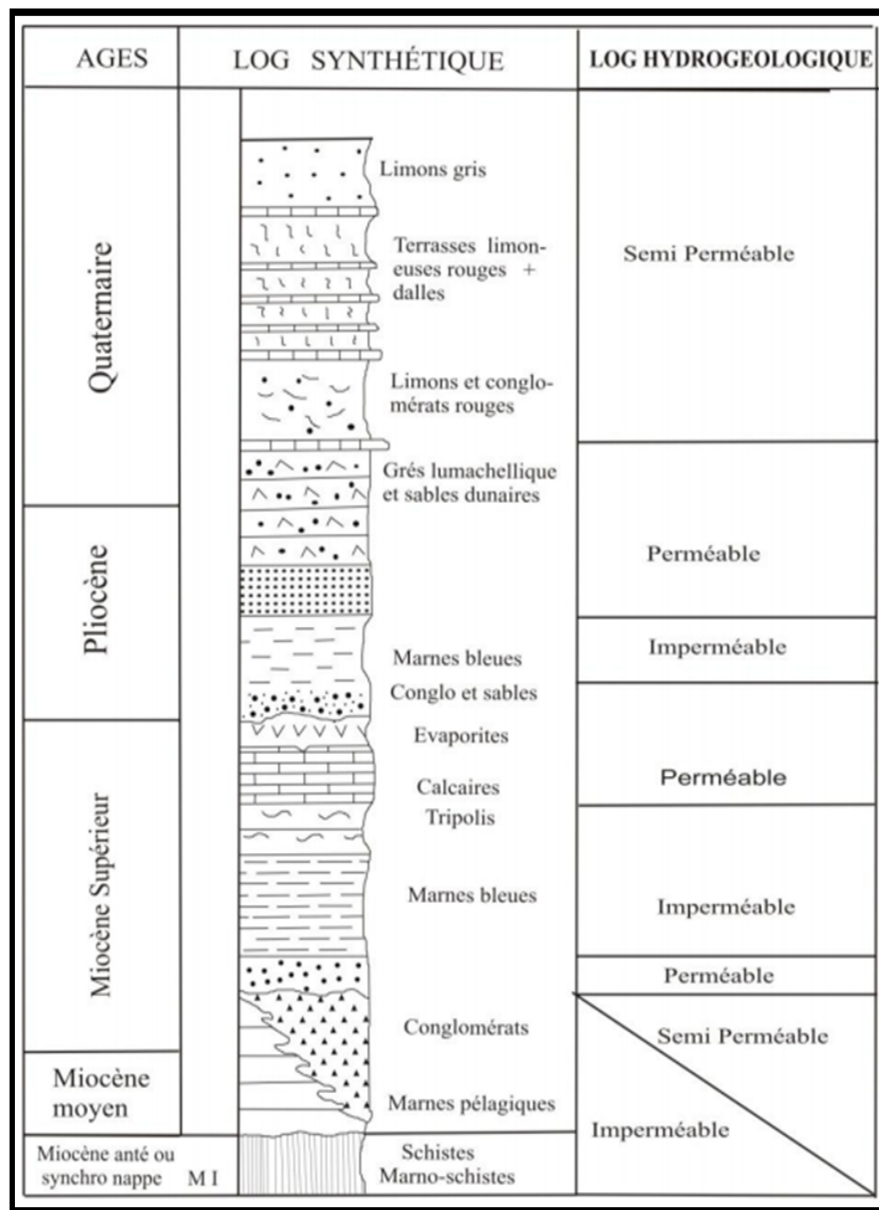 AGES
LOG SYNTHÉTIQUE
LOG HYDROGEOLOGIQUE
Quaternaire
Limons gris
Terrasses limon-
euses rouges +
dalles
Semi Perméable
Limons et conglo-
mérats rouges
Grés lumachellique
et sables dunaires
Perméable
Pliocène
Marnes bleues
Imperméable
Conglo et sables
Miocène Supérieur
Evaporites
Calcaires
Perméable
Tripolis
Marnes bleues
Imperméable
Perméable
Conglomérats
Semi Perméable
Miocène
moyen
Marnes pélagiques
Imperméable
Miocène anté ou
synchro nappe M I
Schistes
Marno-schistes